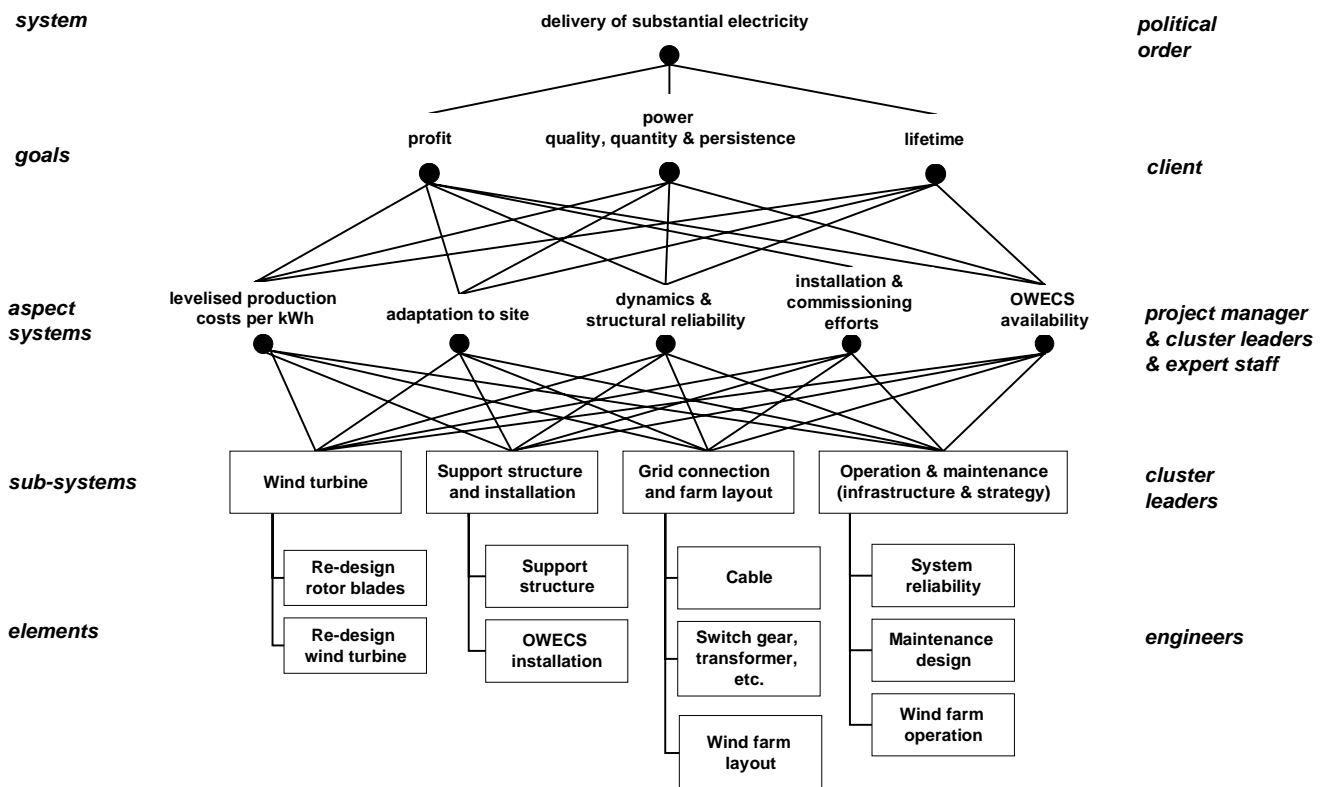 system
delivery of substantial electricity
political
order
goals
profit
power
quality, quantity & persistence
lifetime
client
aspect
systems
levelised production
costs per kWh
adaptation to site
dynamics &
structural reliability
installation &
commissioning
efforts
OWECS
availability
project manager
& cluster leaders
& expert staff
sub-systems
Wind turbine
Support structure
and installation
Grid connection
and farm layout
Operation & maintenance
(infrastructure & strategy)
cluster
leaders
elements
Re-design
rotor blades
Re-design
wind turbine
Support
structure
OWECS
installation
Cable
Switch gear,
transformer,
etc.
Wind farm
layout
System
reliability
Maintenance
design
Wind farm
operation
engineers